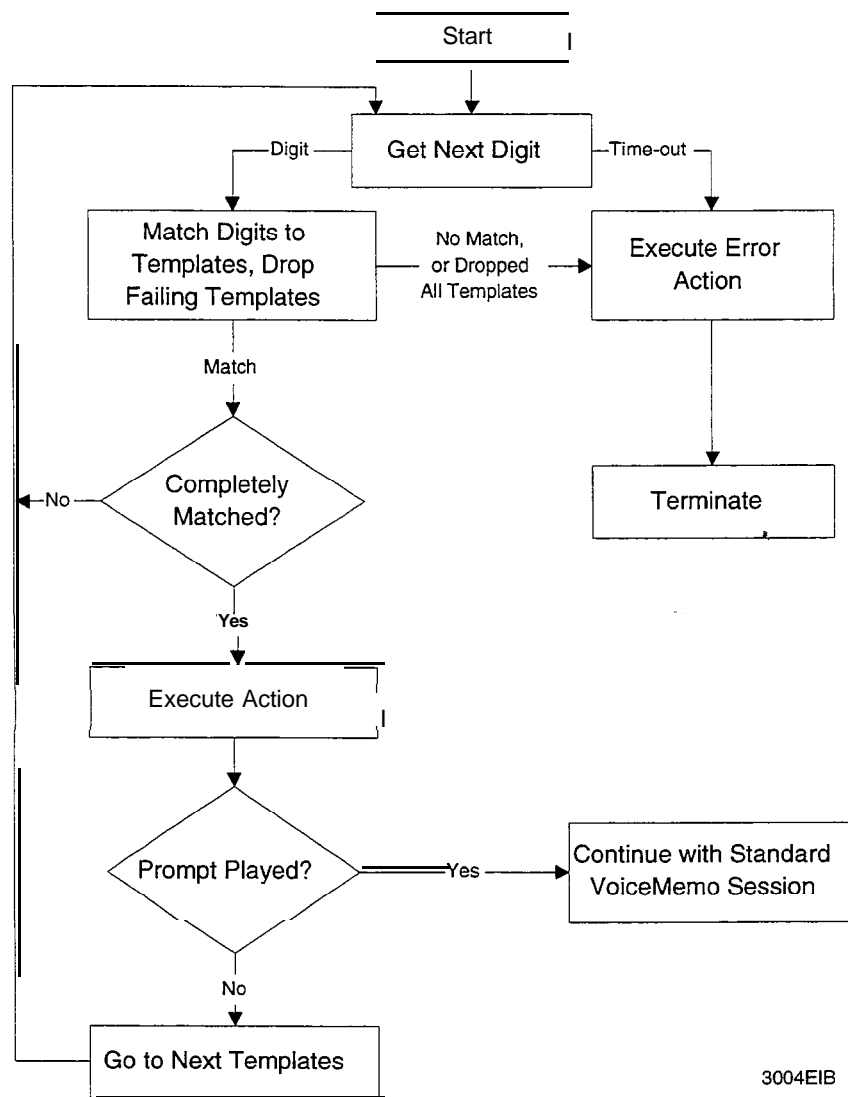 Start
Get Next Digit
Digit
Time-out
Match Digits to
Templates, Drop
Failing Templates
No Match,
or Dropped
All Templates
Execute Error
Action
Match
Completely
Matched?
No
Terminate
Yes
Execute Action
Prompt Played?
Yes
Continue with Standard
VoiceMemo Session
No
Go to Next Templates
3004EIB